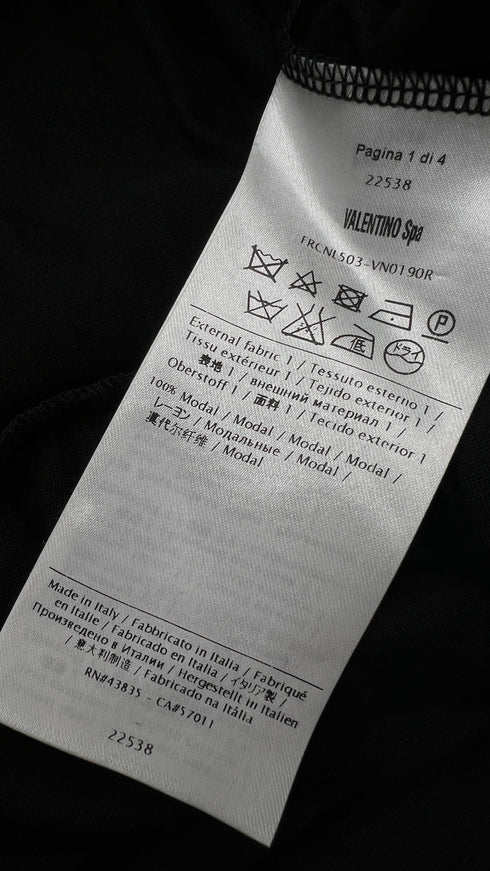 Pagina 1 di 4
22538
VALENTINO Spa
FRCNL503-VN0190R
P
低 ドライ
External fabric 1 / Tessuto esterno 1 /
Tissu extérieur 1 / Tejido exterior 1 /
表地 1 / внешний материал 1 /
Oberstoff 1 / 面料 1 / Tecido exterior 1
100% Modal / Modal / Modal / Modal /
レーヨン / Модальные / Modal /
莫代尔纤维 / Modal
Made in Italy / Fabbricato in Italia / Fabriqué
en Italie / Fabricado en Italia / イタリア製 /
Произведено в Италии / Hergestellt in Italien
/ 意大利制造 / Fabricado na Itália
RN#43835 - CA#57011
-
22538